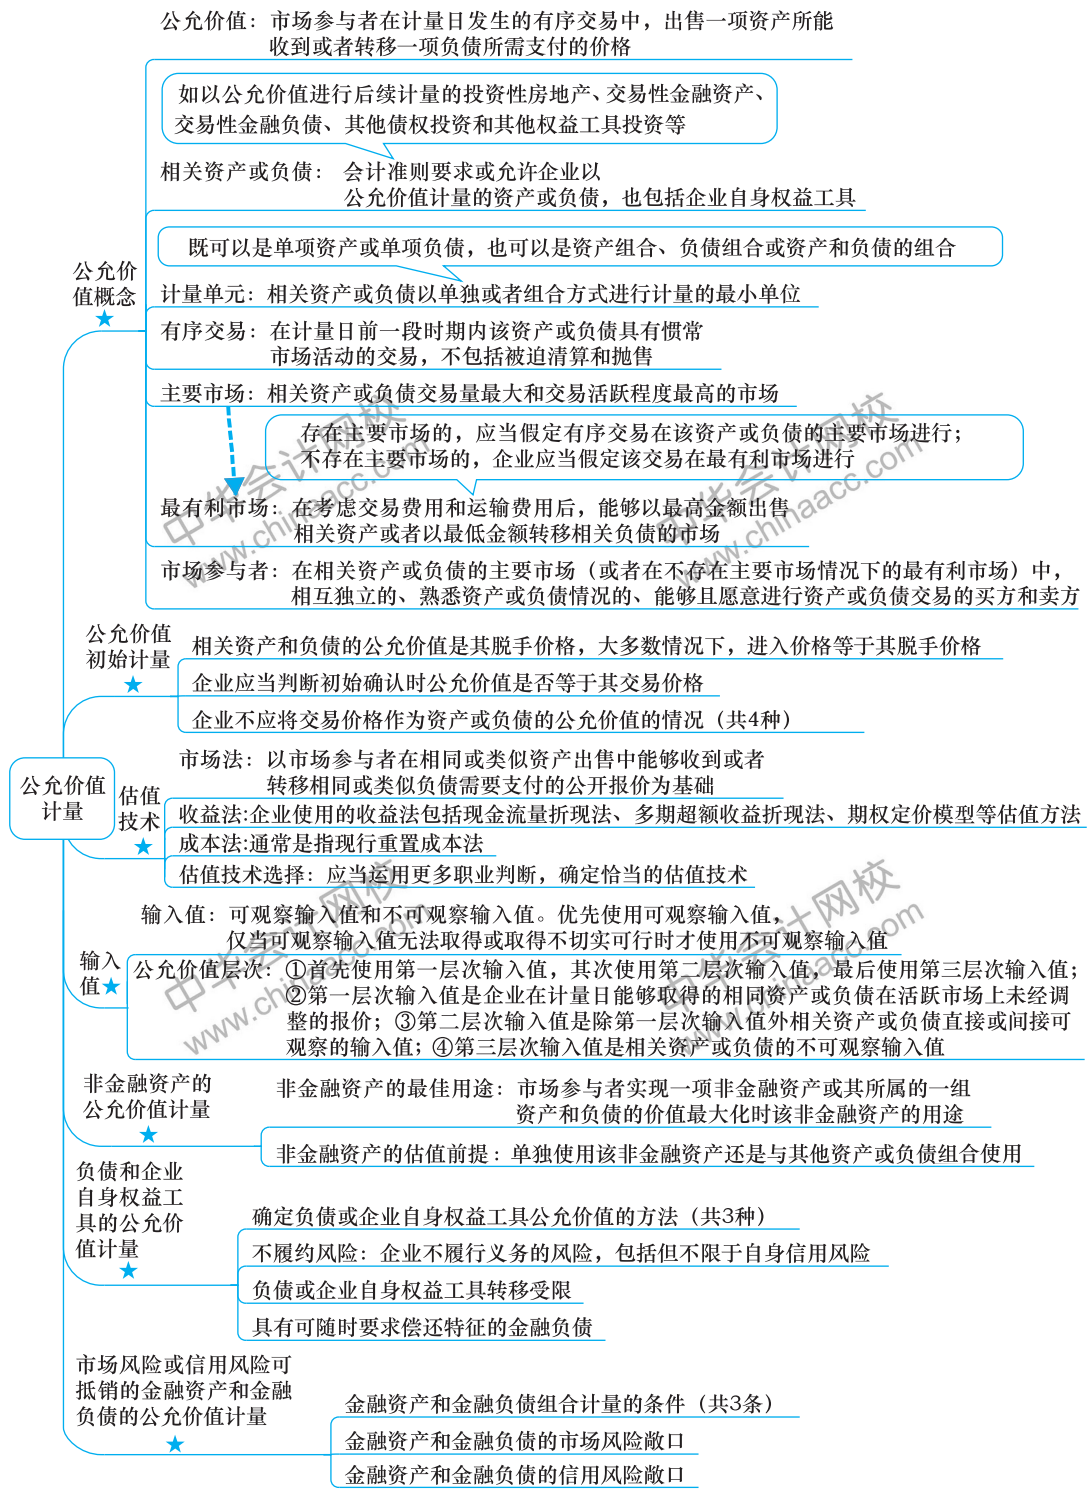 公允价值：市场参与者在计量日发生的有序交易中，出售一项资产所能
收到或者转移一项负债所需支付的价格
如以公允价值进行后续计量的投资性房地产、交易性金融资产、
交易性金融负债、其他债权投资和其他权益工具投资等
相关资产或负债：会计准则要求或允许企业以
公允价值计量的资产或负债，也包括企业自身权益工具
既可以是单项资产或单项负债，也可以是资产组合、负债组合或资产和负债的组合
公允价
值概念
计量单元：相关资产或负债以单独或者组合方式进行计量的最小单位
有序交易：在计量日前一段时期内该资产或负债具有惯常
市场活动的交易，不包括被迫清算和抛售
主要市场：相关资产或负债交易量最大和交易活跃程度最高的市场
存在主要市场的，应当假定有序交易在该资产或负债的主要市场进行；
不存在主要市场的，企业应当假定该交易在最有利市场进行
最有利市场：在考虑交易费用和运输费用后，能够以最高金额出售
相关资产或者以最低金额转移相关负债的市场
市场参与者：在相关资产或负债的主要市场（或者在不存在主要市场情况下的最有利市场）中，
相互独立的、熟悉资产或负债情况的、能够且愿意进行资产或负债交易的买方和卖方
中华会计网校
www.chinaacc.com
中华会计网校
www.chinaacc.com
公允价值
初始计量
相关资产和负债的公允价值是其脱手价格，大多数情况下，进入价格等于其脱手价格
企业应当判断初始确认时公允价值是否等于其交易价格
企业不应将交易价格作为资产或负债的公允价值的情况（共4种）
公允价值
计量
估值
技术
市场法：以市场参与者在相同或类似资产出售中能够收到或者
转移相同或类似负债需要支付的公开报价为基础
收益法:企业使用的收益法包括现金流量折现法、多期超额收益折现法、期权定价模型等估值方法
成本法:通常是指现行重置成本法
估值技术选择：应当运用更多职业判断，确定恰当的估值技术
输入
值
输入值：可观察输入值和不可观察输入值。优先使用可观察输入值，
仅当可观察输入值无法取得或取得不切实可行时才使用不可观察输入值
公允价值层次：①首先使用第一层次输入值，其次使用第二层次输入值，最后使用第三层次输入值；
②第一层次输入值是企业在计量日能够取得的相同资产或负债在活跃市场上未经调
整的报价；③第二层次输入值是除第一层次输入值外相关资产或负债直接或间接可
观察的输入值；④第三层次输入值是相关资产或负债的不可观察输入值
中华会计网校
www.chinaacc.com
中华会计网校
www.chinaacc.com
非金融资产的
公允价值计量
非金融资产的最佳用途：市场参与者实现一项非金融资产或其所属的一组
资产和负债的价值最大化时该非金融资产的用途
非金融资产的估值前提：单独使用该非金融资产还是与其他资产或负债组合使用
负债和企业
自身权益工
具的公允价
值计量
确定负债或企业自身权益工具公允价值的方法（共3种）
不履约风险：企业不履行义务的风险，包括但不限于自身信用风险
负债或企业自身权益工具转移受限
具有可随时要求偿还特征的金融负债
市场风险或信用风险可
抵销的金融资产和金融
负债的公允价值计量
金融资产和金融负债组合计量的条件（共3条）
金融资产和金融负债的市场风险敞口
金融资产和金融负债的信用风险敞口